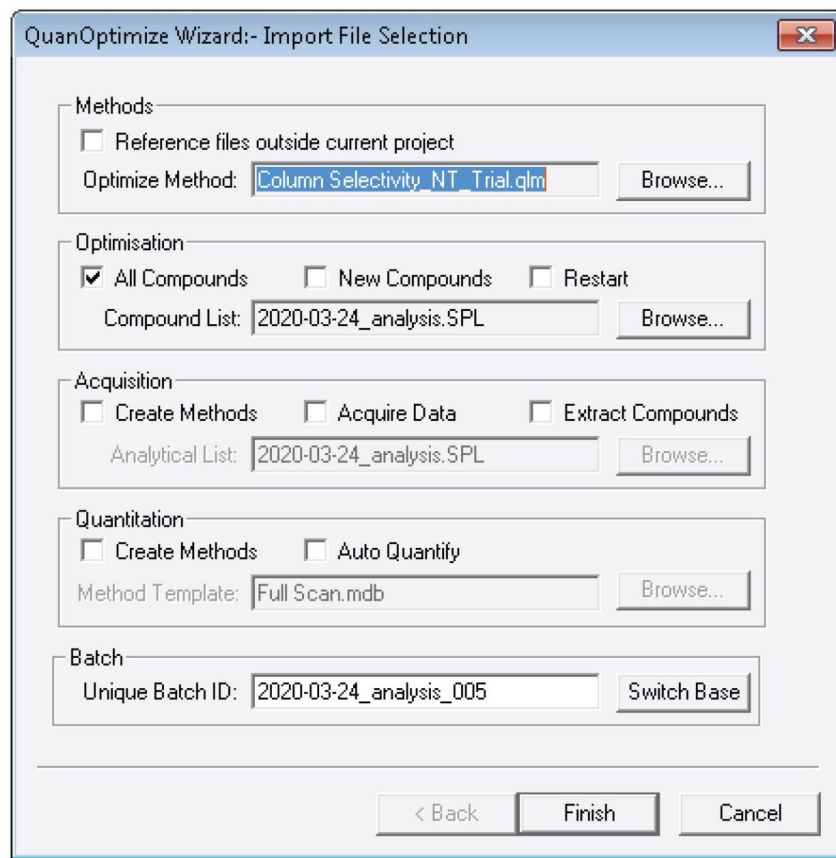 QuanOptimize Wizard:- Import File Selection
Methods
Reference files outside current project
Optimize Method: Column Selectivity_NT_Trial.qlm Browse...
Optimisation
All Compounds New Compounds Restart
Compound List: 2020-03-24_analysis.SPL Browse...
Acquisition
Create Methods Acquire Data Extract Compounds
Analytical List: 2020-03-24_analysis.SPL Browse...
Quantitation
Create Methods Auto Quantify
Method Template: Full Scan.mdb Browse...
Batch
Unique Batch ID: 2020-03-24_analysis_005 Switch Base
< Back Finish Cancel